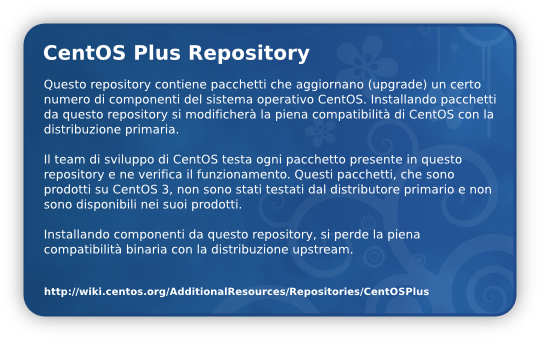 CentOS Plus Repository
Questo repository contiene pacchetti che aggiornano (upgrade) un certo
numero di componenti del sistema operativo CentOS. Installando pacchetti
da questo repository si modificherà la piena compatibilità di CentOS con la
distribuzione primaria.
Il team di sviluppo di CentOS testa ogni pacchetto presente in questo
repository e ne verifica il funzionamento. Questi pacchetti, che sono
prodotti su CentOS 3, non sono stati testati dal distributore primario e non
sono disponibili nei suoi prodotti.
Installando componenti da questo repository, si perde la piena
compatibilità binaria con la distribuzione upstream.
http://wiki.centos.org/AdditionalResources/Repositories/CentOSPlus